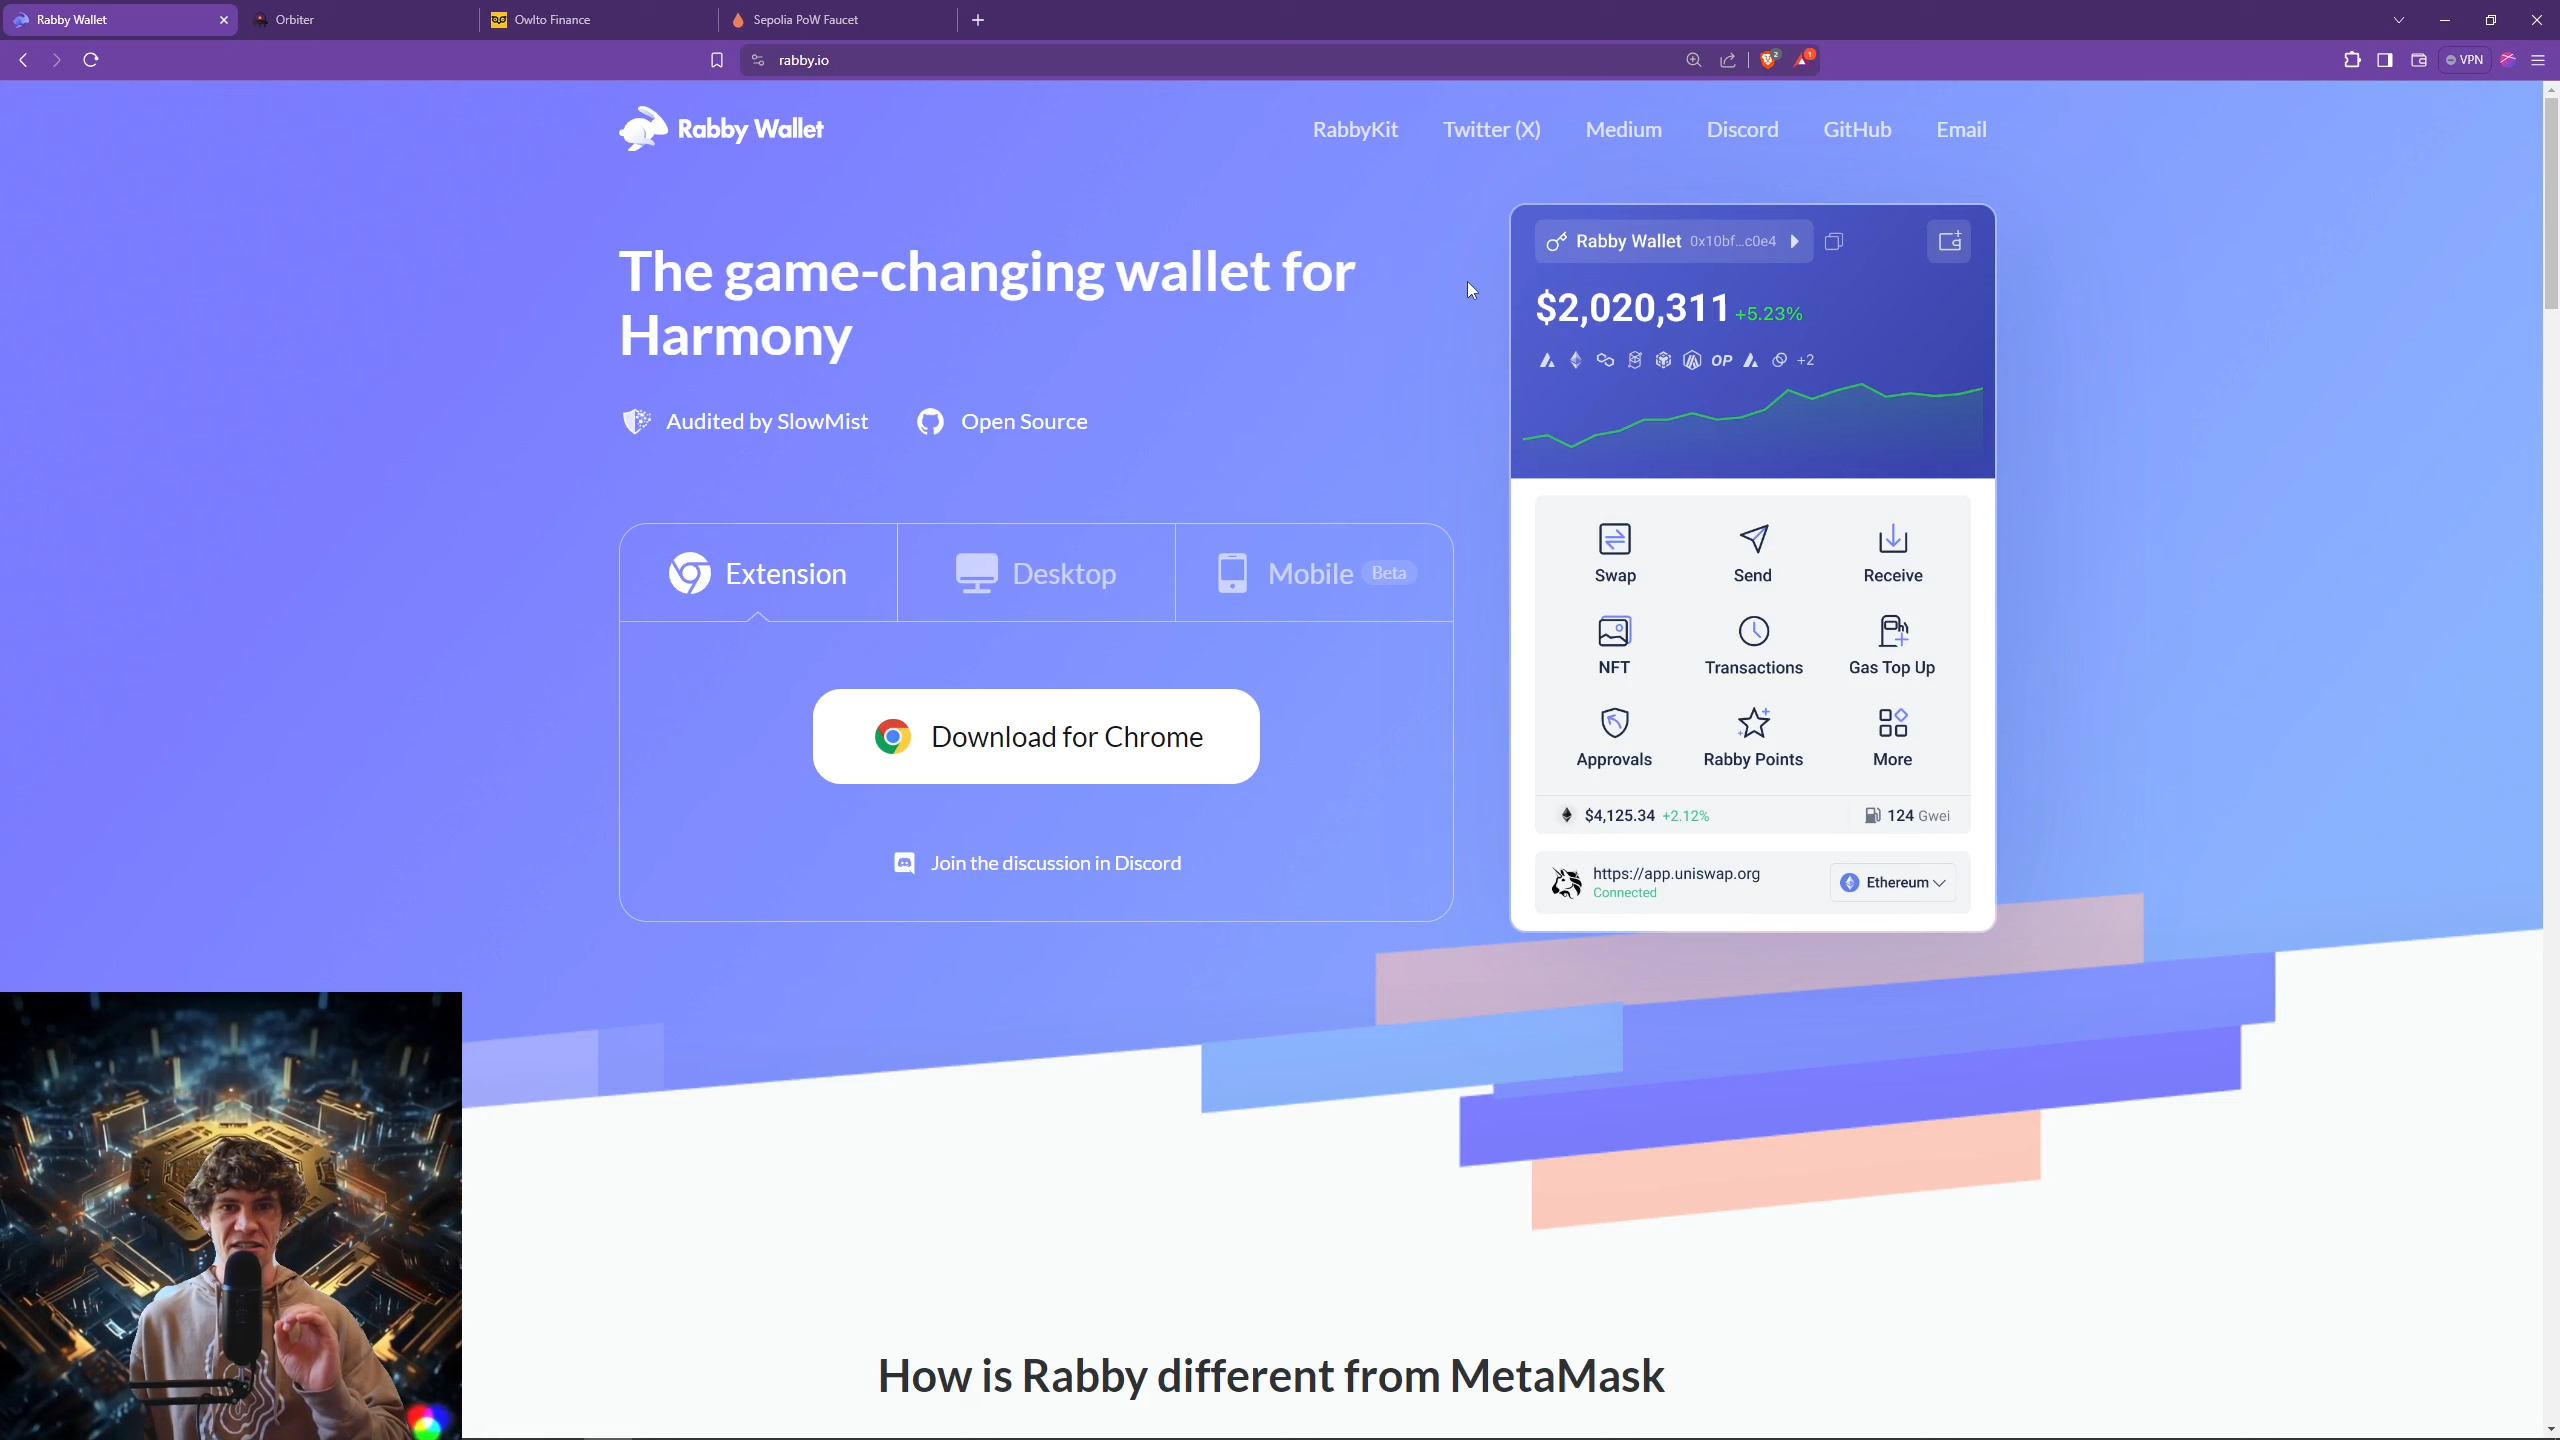 Rabby Wallet
Orbiter
Owlto Finance
Sepolia PoW Faucet
rabby.io
2
1
VPN
Rabby Wallet
RabbyKit
Twitter (X)
Medium
Discord
GitHub
Email
The game-changing wallet for
Harmony
Audited by SlowMist
Open Source
Extension
Desktop
Mobile Beta
Download for Chrome
Join the discussion in Discord
Rabby Wallet 0x10bf...c0e4
$2,020,311 +5.23%
OP +2
Swap
Send
Receive
NFT
Transactions
Gas Top Up
Approvals
Rabby Points
More
$4,125.34 +2.12%
124 Gwei
https://app.uniswap.org
Connected
Ethereum
How is Rabby different from MetaMask